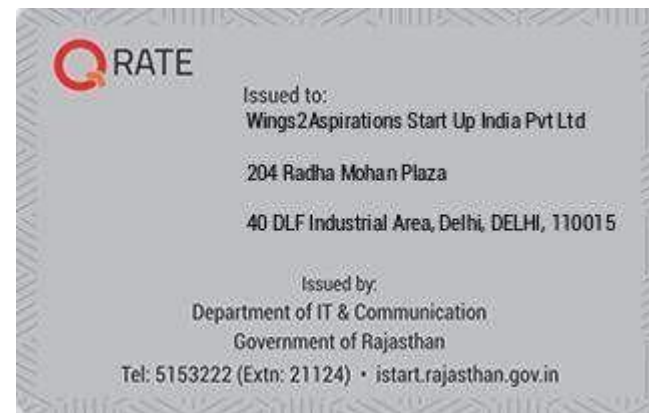 QRATE
Issued to:
Wings2Aspirations Start Up India Pvt Ltd
204 Radha Mohan Plaza
40 DLF Industrial Area, Delhi, DELHI, 110015
Issued by:
Department of IT & Communication
Government of Rajasthan
Tel: 5153222 (Extn: 21124) • istart.rajasthan.gov.in